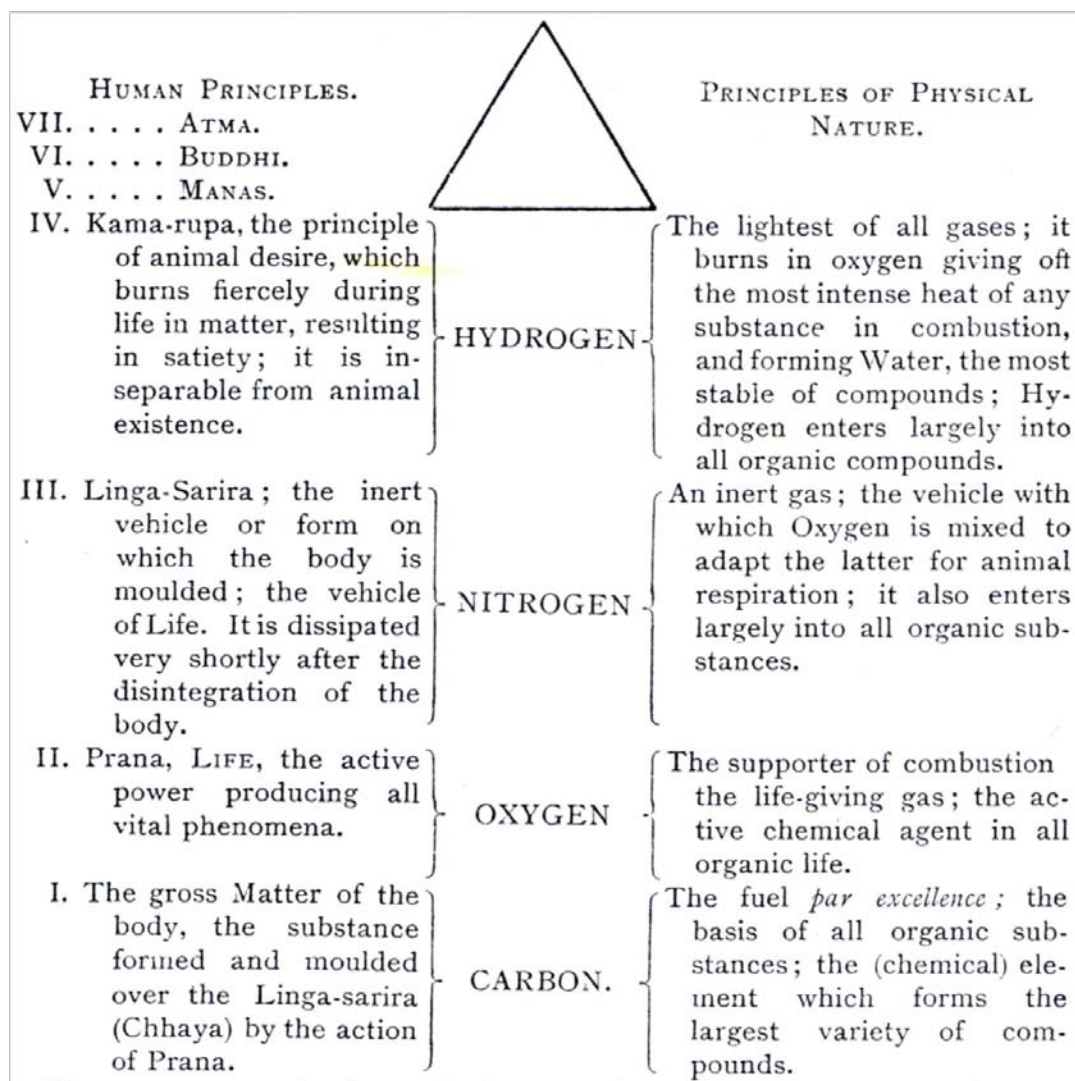 HUMAN PRINCIPLES.
VII. . . . . ATMA.
VI. . . . . BUDDHI.
V. . . . . MANAS.
PRINCIPLES OF PHYSICAL
NATURE.
IV. Kama-rupa, the principle
of animal desire, which
burns fiercely during
life in matter, resulting
in satiety; it is in-
separable from animal
existence.
HYDROGEN
The lightest of all gases; it
burns in oxygen giving oft
the most intense heat of any
substance in combustion,
and forming Water, the most
stable of compounds; Hy-
drogen enters largely into
all organic compounds.
III. Linga-Sarira; the inert
vehicle or form on
which the body is
moulded; the vehicle
of Life. It is dissipated
very shortly after the
disintegration of the
body.
NITROGEN
An inert gas; the vehicle with
which Oxygen is mixed to
adapt the latter for animal
respiration; it also enters
largely into all organic sub-
stances.
II. Prana, LIFE, the active
power producing all
vital phenomena.
OXYGEN
The supporter of combustion
the life-giving gas; the ac-
tive chemical agent in all
organic life.
I. The gross Matter of the
body, the substance
formed and moulded
over the Linga-sarira
(Chhaya) by the action
of Prana.
CARBON.
The fuel par excellence; the
basis of all organic sub-
stances; the (chemical) ele-
ment which forms the
largest variety of com-
pounds.